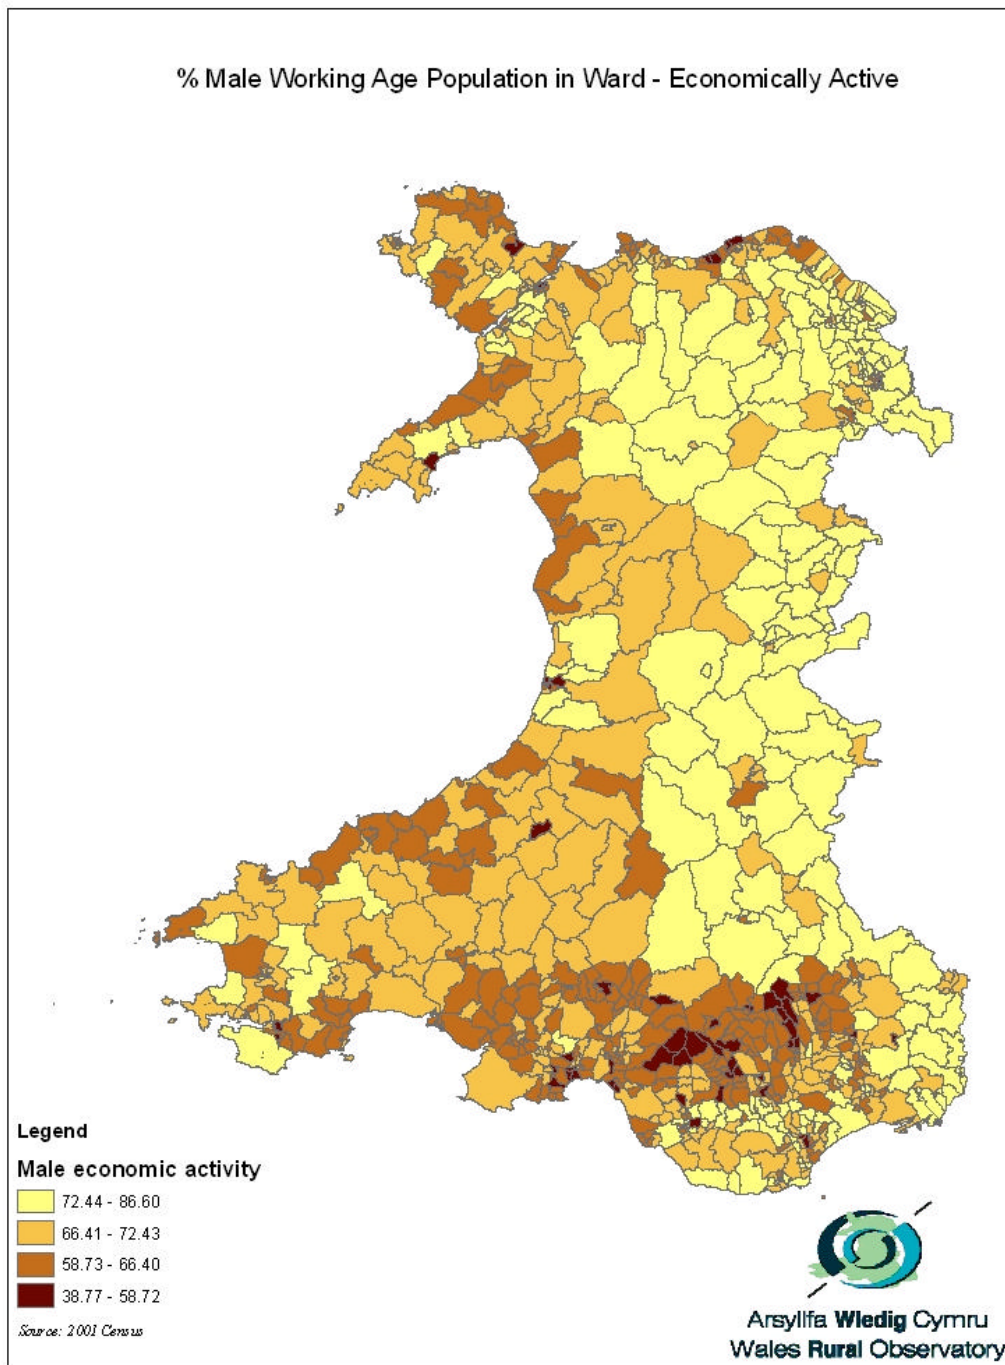 % Male Working Age Population in Ward - Economically Active
Legend
Male economic activity
72.44 - 86.60
66.41 - 72.43
58.73 - 66.40
38.77 - 58.72
Source: 2001 Census
Arsyllfa Wledig Cymru
Wales Rural Observatory